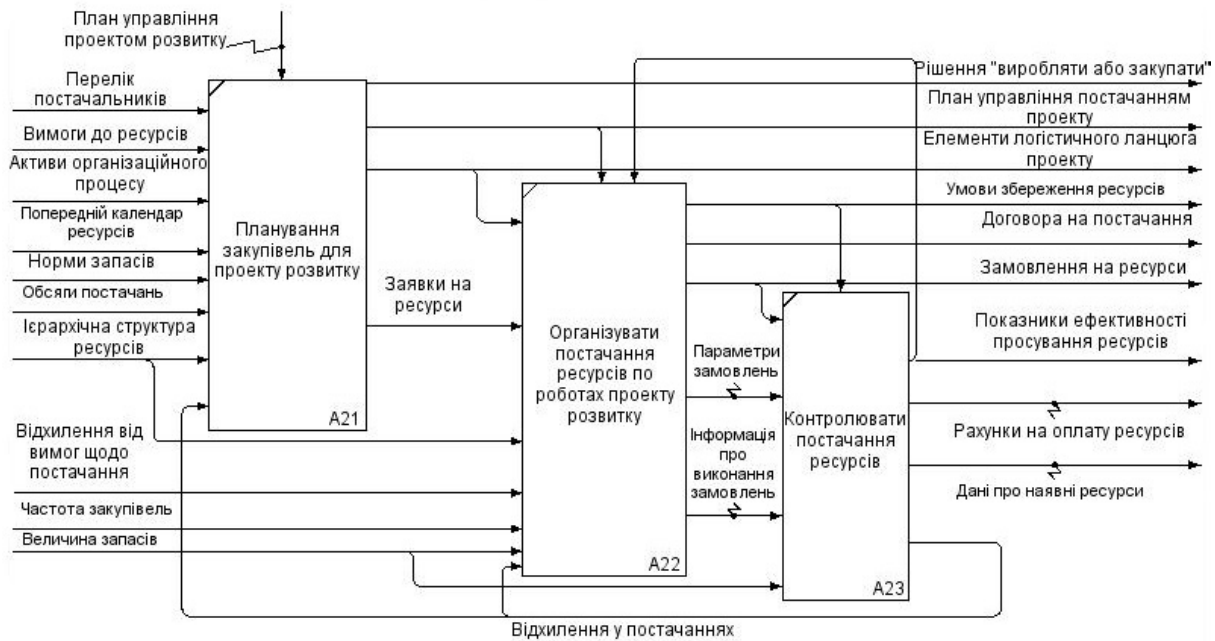 План управління
проектом розвитку
Перелік
постачальників
Вимоги до ресурсів
Активи організаційного
процесу
Попередній календар
ресурсів
Норми запасів
Обсяги постачань
Ієрархічна структура
ресурсів
Відхилення від
вимог щодо
постачання
Частота закупівель
Величина запасів
Планування
закупівель для
проекту розвитку
A21
Заявки на
ресурси
Організувати
постачання
ресурсів по
роботах проекту
розвитку
A22
Параметри
замовлень
Інформація
про
виконання
замовлень
Контролювати
постачання
ресурсів
A23
Рішення "виробляти або закупати"
План управління постачанням
проекту
Елементи логістичного ланцюга
проекту
Умови збереження ресурсів
Договора на постачання
Замовлення на ресурси
Показники ефективності
просування ресурсів
Рахунки на оплату ресурсів
Дані про наявні ресурси
Відхилення у постачаннях